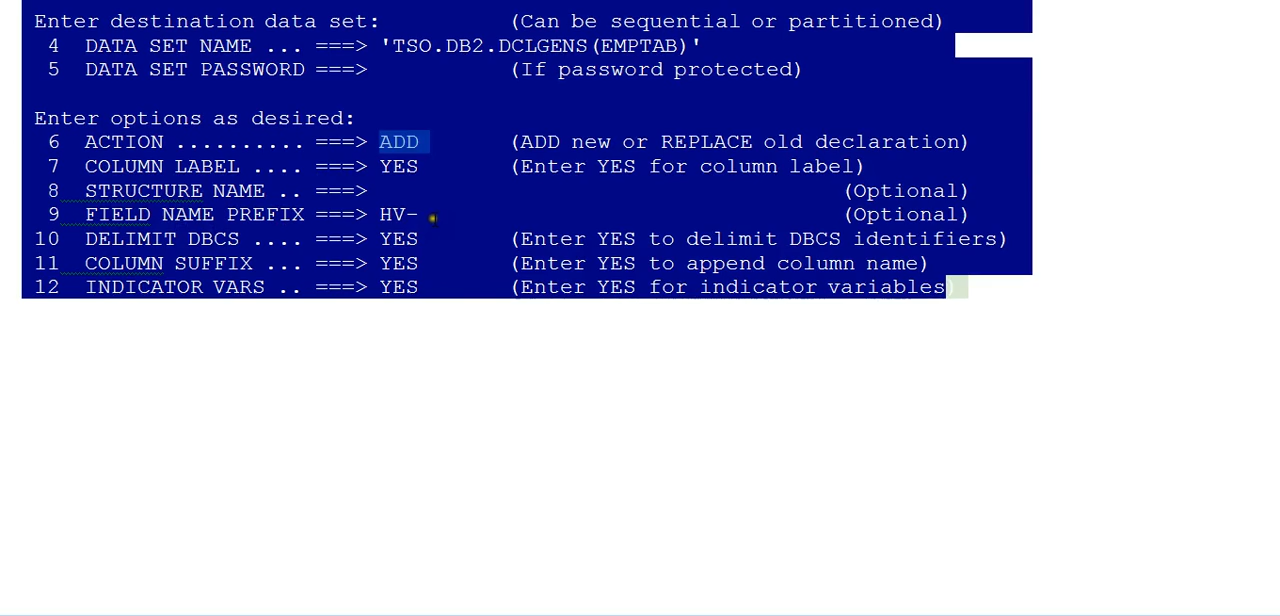 Enter destination data set: (Can be sequential or partitioned)
4 DATA SET NAME ... ===> 'TSO.DB2.DCLGENS(EMPTAB)'
5 DATA SET PASSWORD ===> (If password protected)
Enter options as desired:
6 ACTION .......... ===> ADD (ADD new or REPLACE old declaration)
7 COLUMN LABEL .... ===> YES (Enter YES for column label)
8 STRUCTURE NAME .. ===> (Optional)
9 FIELD NAME PREFIX ===> HV- (Optional)
10 DELIMIT DBCS .... ===> YES (Enter YES to delimit DBCS identifiers)
11 COLUMN SUFFIX ... ===> YES (Enter YES to append column name)
12 INDICATOR VARS .. ===> YES (Enter YES for indicator variables)